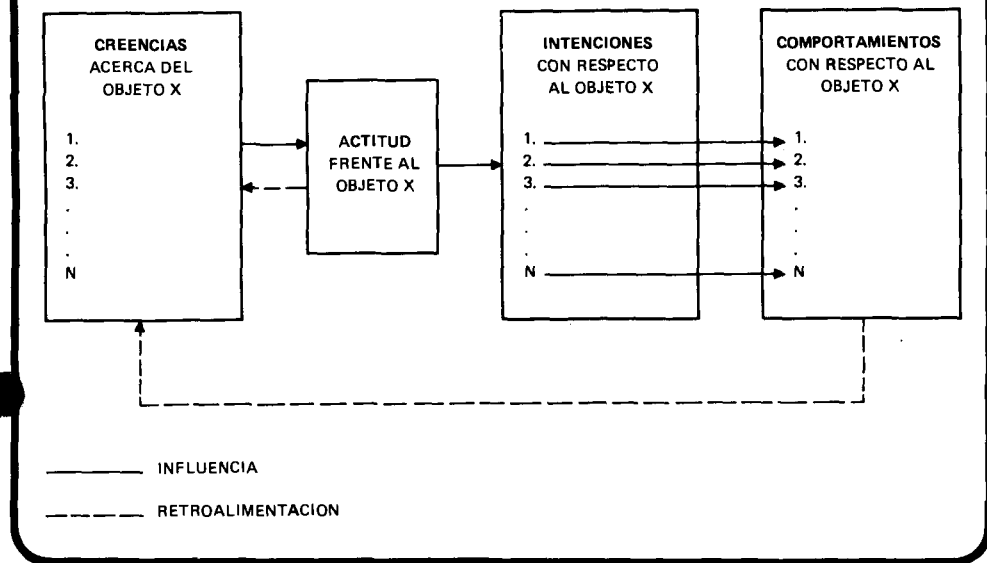 CREENCIAS
ACERCA DEL
OBJETO X
1.
2.
3.
.
.
.
N
ACTITUD
FRENTE AL
OBJETO X
INTENCIONES
CON RESPECTO
AL OBJETO X
1.
2.
3.
.
.
.
N
COMPORTAMIENTOS
CON RESPECTO AL
OBJETO X
1.
2.
3.
.
.
.
N
INFLUENCIA
RETROALIMENTACION